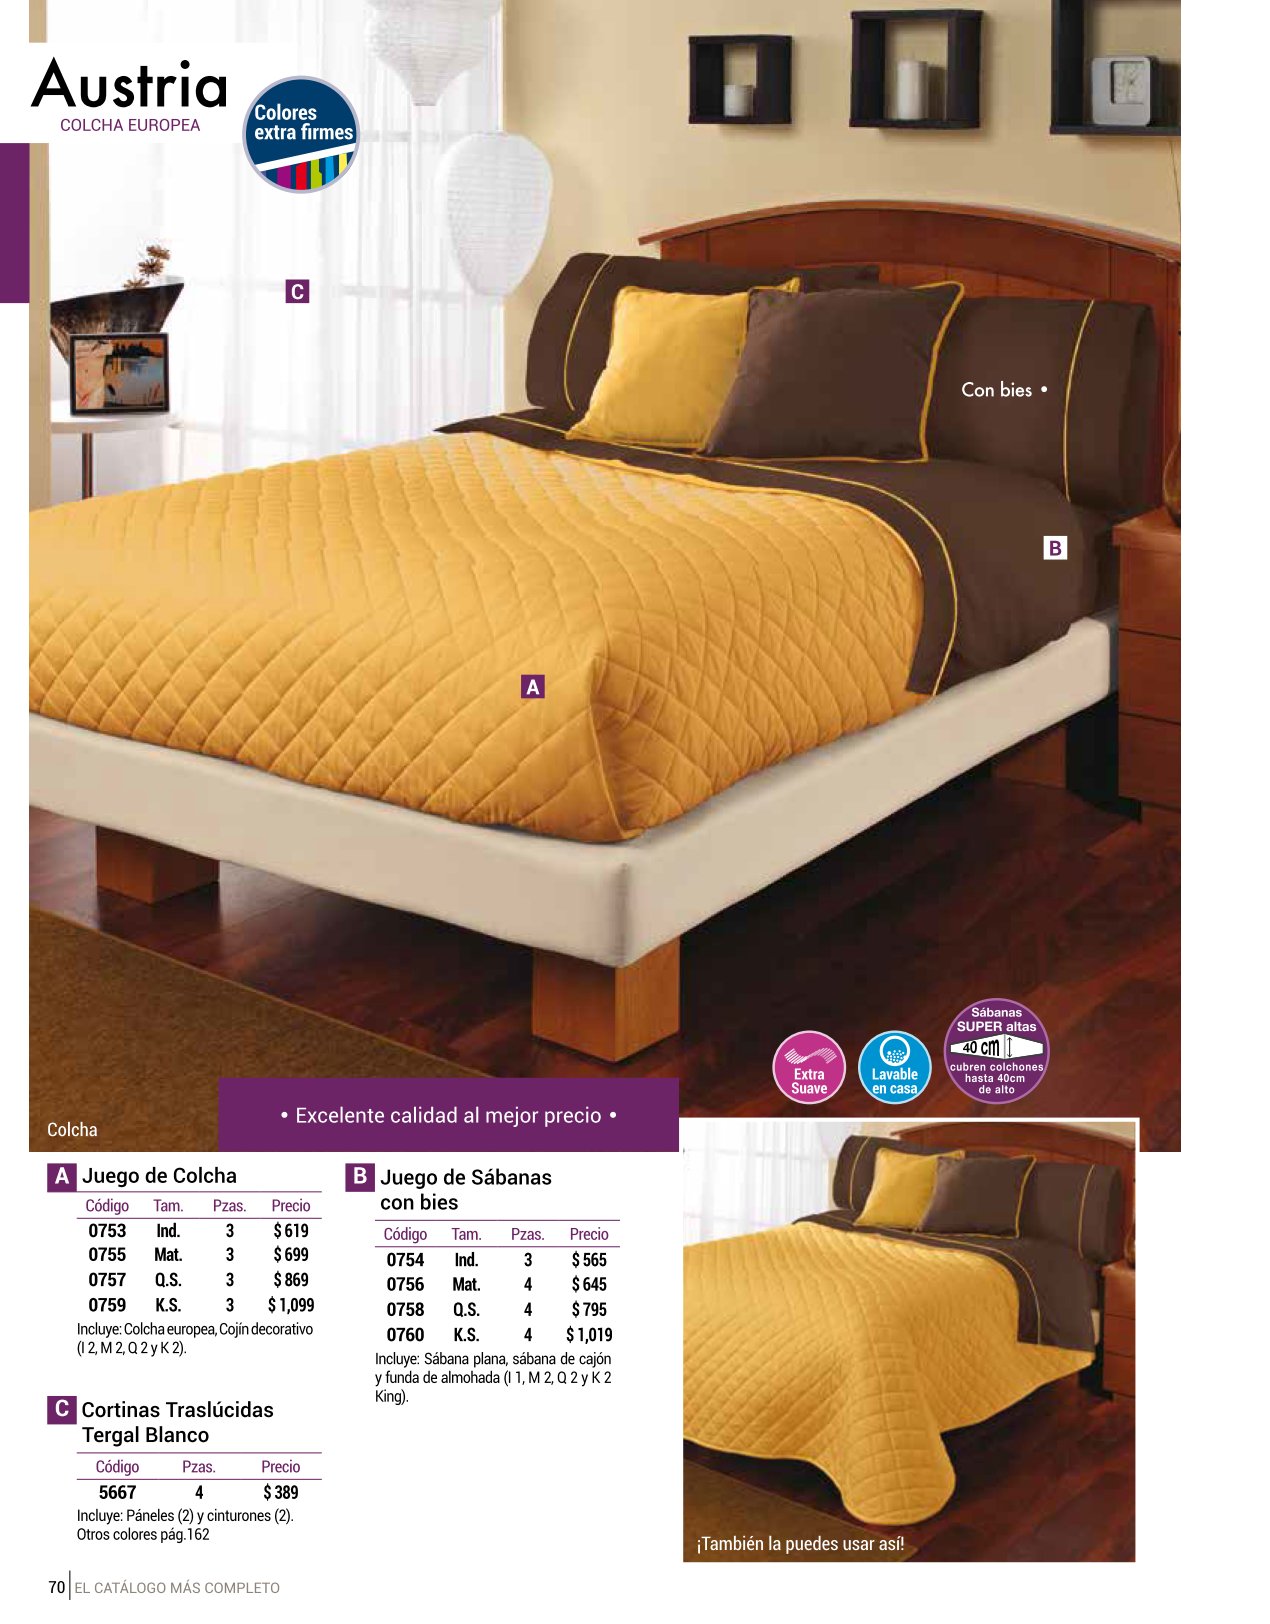 Austria
COLCHA EUROPEA
Colores
extra firmes
C
Con bies •
B
A
Sábanas
SUPER altas
40 cm
cubren colchones
hasta 40cm
de alto
Extra
Suave
Lavable
en casa
• Excelente calidad al mejor precio •
Colcha
A Juego de Colcha
Código Tam. Pzas. Precio
0753 Ind. 3 $ 619
0755 Mat. 3 $ 699
0757 Q.S. 3 $ 869
0759 K.S. 3 $ 1,099
Incluye: Colcha europea, Cojín decorativo
(I 2, M 2, Q 2 y K 2).
B Juego de Sábanas
con bies
Código Tam. Pzas. Precio
0754 Ind. 3 $ 565
0756 Mat. 4 $ 645
0758 Q.S. 4 $ 795
0760 K.S. 4 $ 1,019
Incluye: Sábana plana, sábana de cajón
y funda de almohada (I 1, M 2, Q 2 y K 2
King).
C Cortinas Traslúcidas
Tergal Blanco
Código Pzas. Precio
5667 4 $ 389
Incluye: Páneles (2) y cinturones (2).
Otros colores pág.162
¡También la puedes usar así!
70 EL CATÁLOGO MÁS COMPLETO